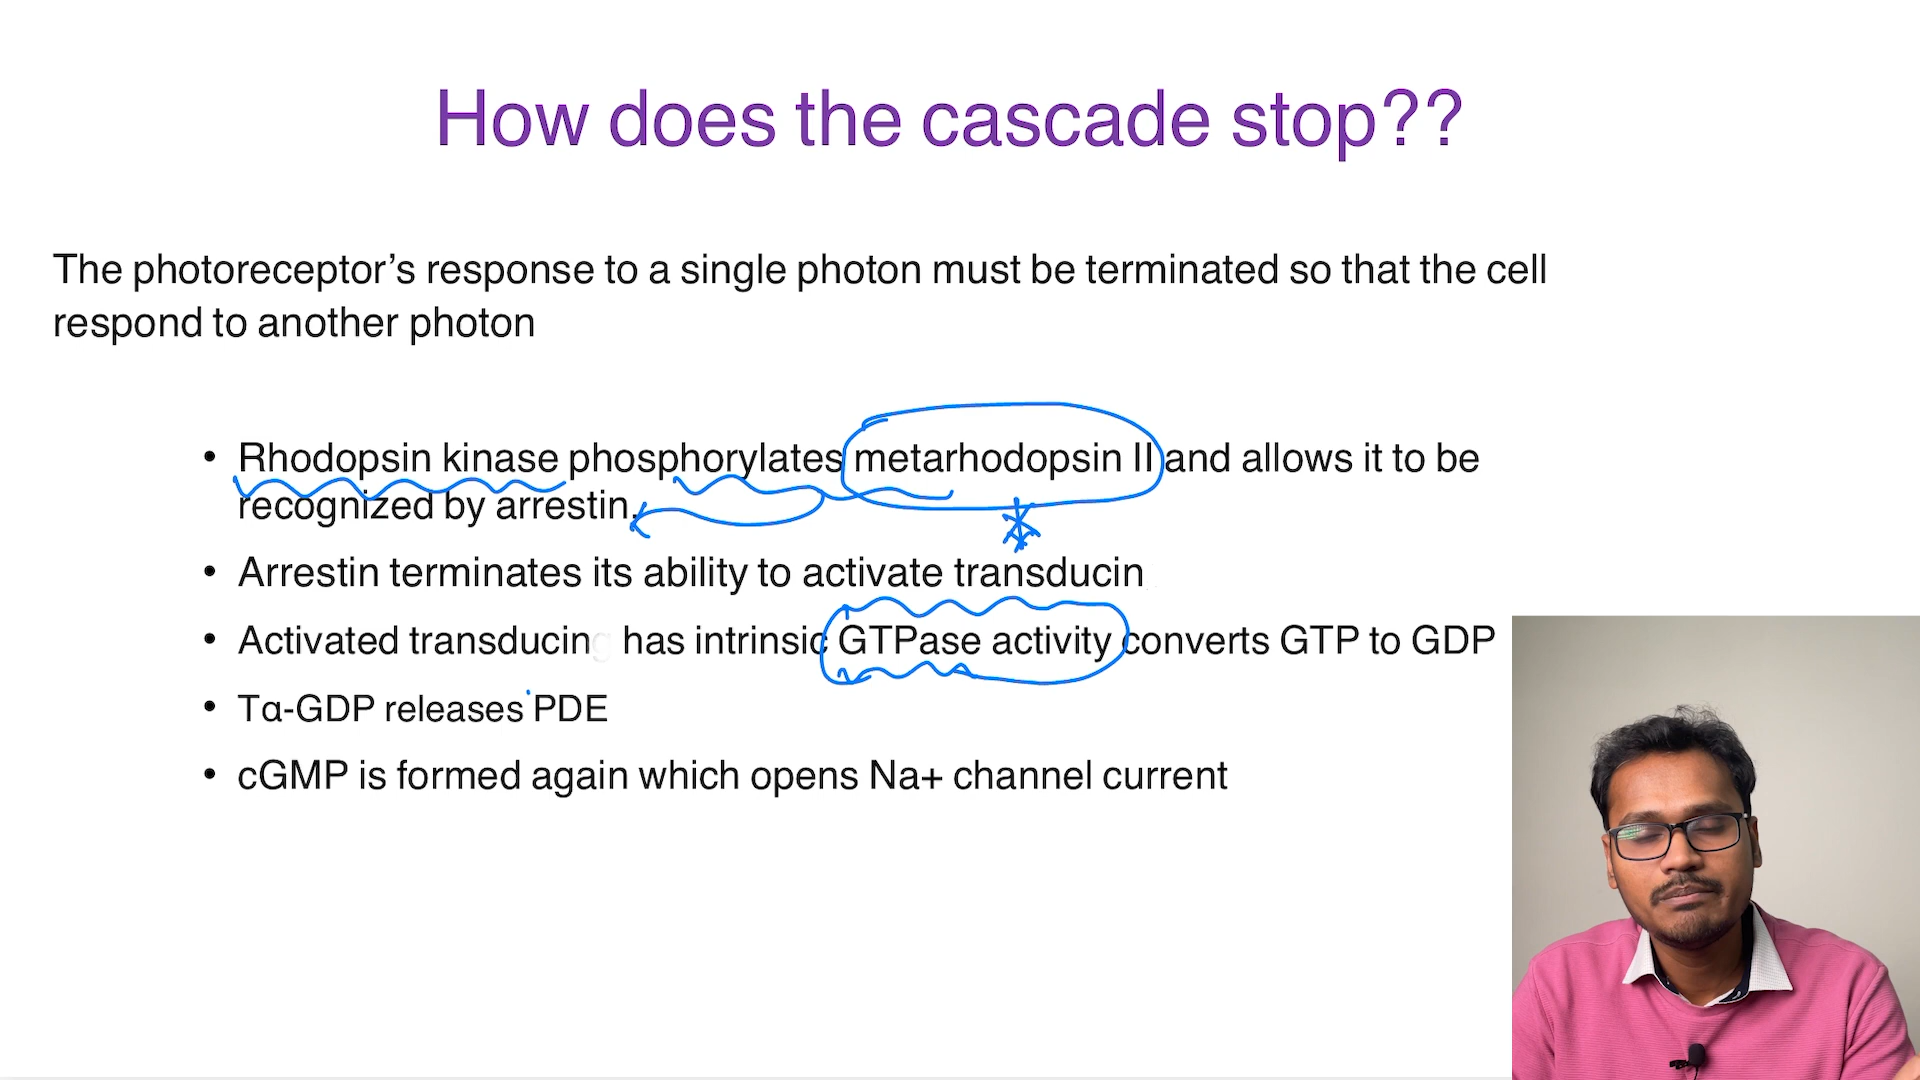 How does the cascade stop??
The photoreceptor’s response to a single photon must be terminated so that the cell
respond to another photon
• Rhodopsin kinase phosphorylates metarhodopsin II and allows it to be
recognized by arrestin.
• Arrestin terminates its ability to activate transducin
• Activated transducin has intrinsic GTPase activity converts GTP to GDP
• Tα-GDP releases PDE
• cGMP is formed again which opens Na+ channel current